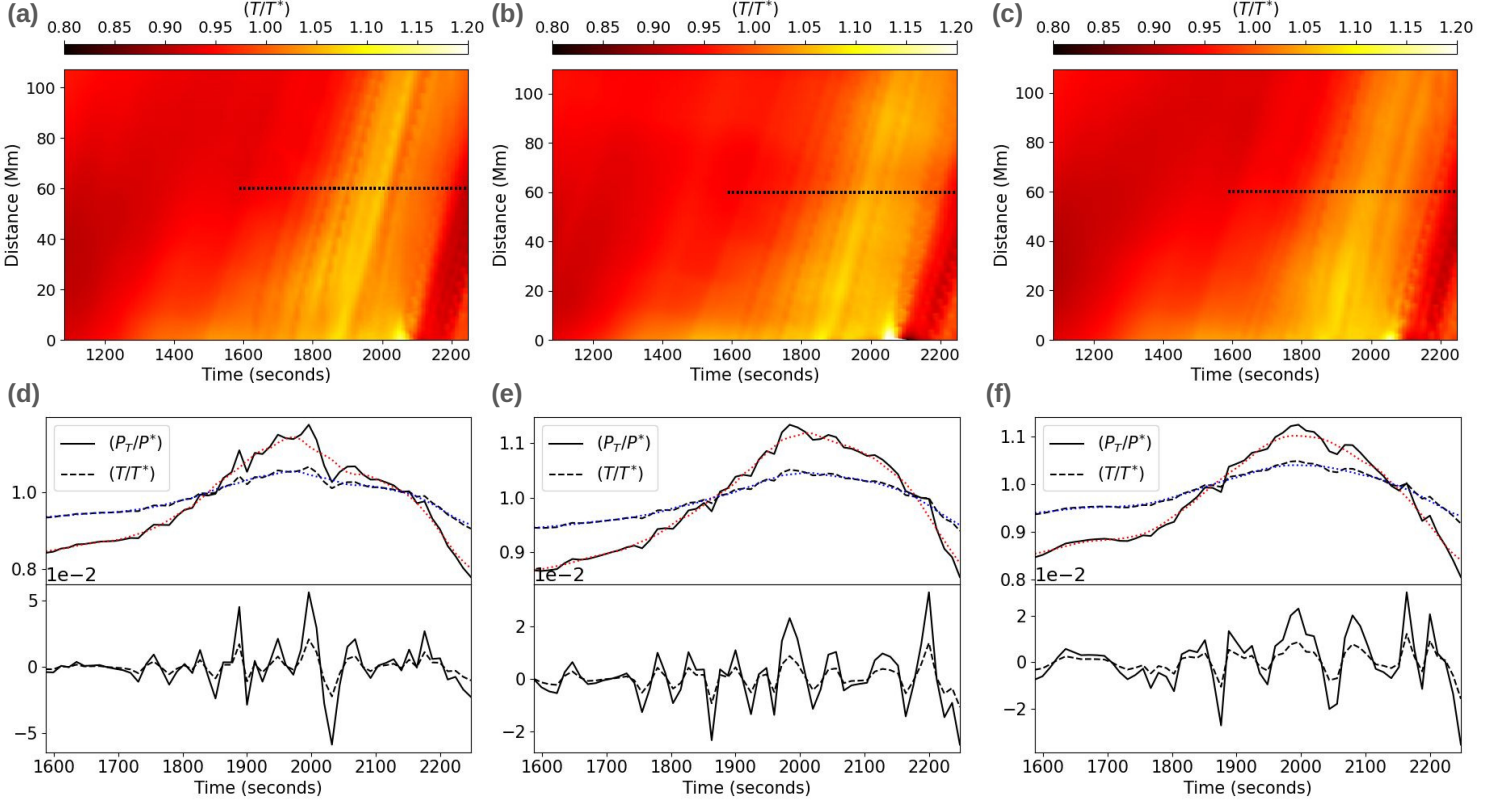 (a) (T/T*) (b) (T/T*) (c) (T/T*)
0.80 0.85 0.90 0.95 1.00 1.05 1.10 1.15 1.20
0.80 0.85 0.90 0.95 1.00 1.05 1.10 1.15 1.20
0.80 0.85 0.90 0.95 1.00 1.05 1.10 1.15 1.20
Distance (Mm)
100
80
60
40
20
0
1200 1400 1600 1800 2000 2200
Time (seconds)
Distance (Mm)
100
80
60
40
20
0
1200 1400 1600 1800 2000 2200
Time (seconds)
Distance (Mm)
100
80
60
40
20
0
1200 1400 1600 1800 2000 2200
Time (seconds)
(d)
(P_T/P*)
(T/T*)
1.0
0.8
1e−2
5
0
−5
1600 1700 1800 1900 2000 2100 2200
Time (seconds)
(e)
(P_T/P*)
(T/T*)
1.1
1.0
0.9
1e−2
2
0
−2
1600 1700 1800 1900 2000 2100 2200
Time (seconds)
(f)
(P_T/P*)
(T/T*)
1.1
1.0
0.9
0.8
1e−2
2
0
−2
1600 1700 1800 1900 2000 2100 2200
Time (seconds)